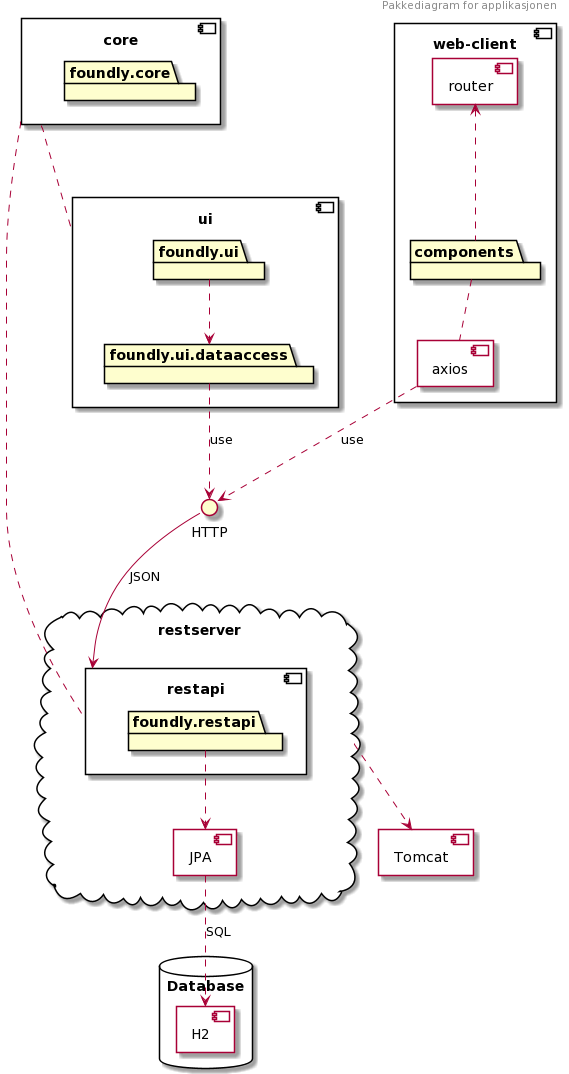 Pakkediagram for applikasjonen
core
foundly.core
web-client
router
ui
foundly.ui
components
foundly.ui.dataaccess
axios
use
use
HTTP
JSON
restserver
restapi
foundly.restapi
JPA
Tomcat
SQL
Database
H2